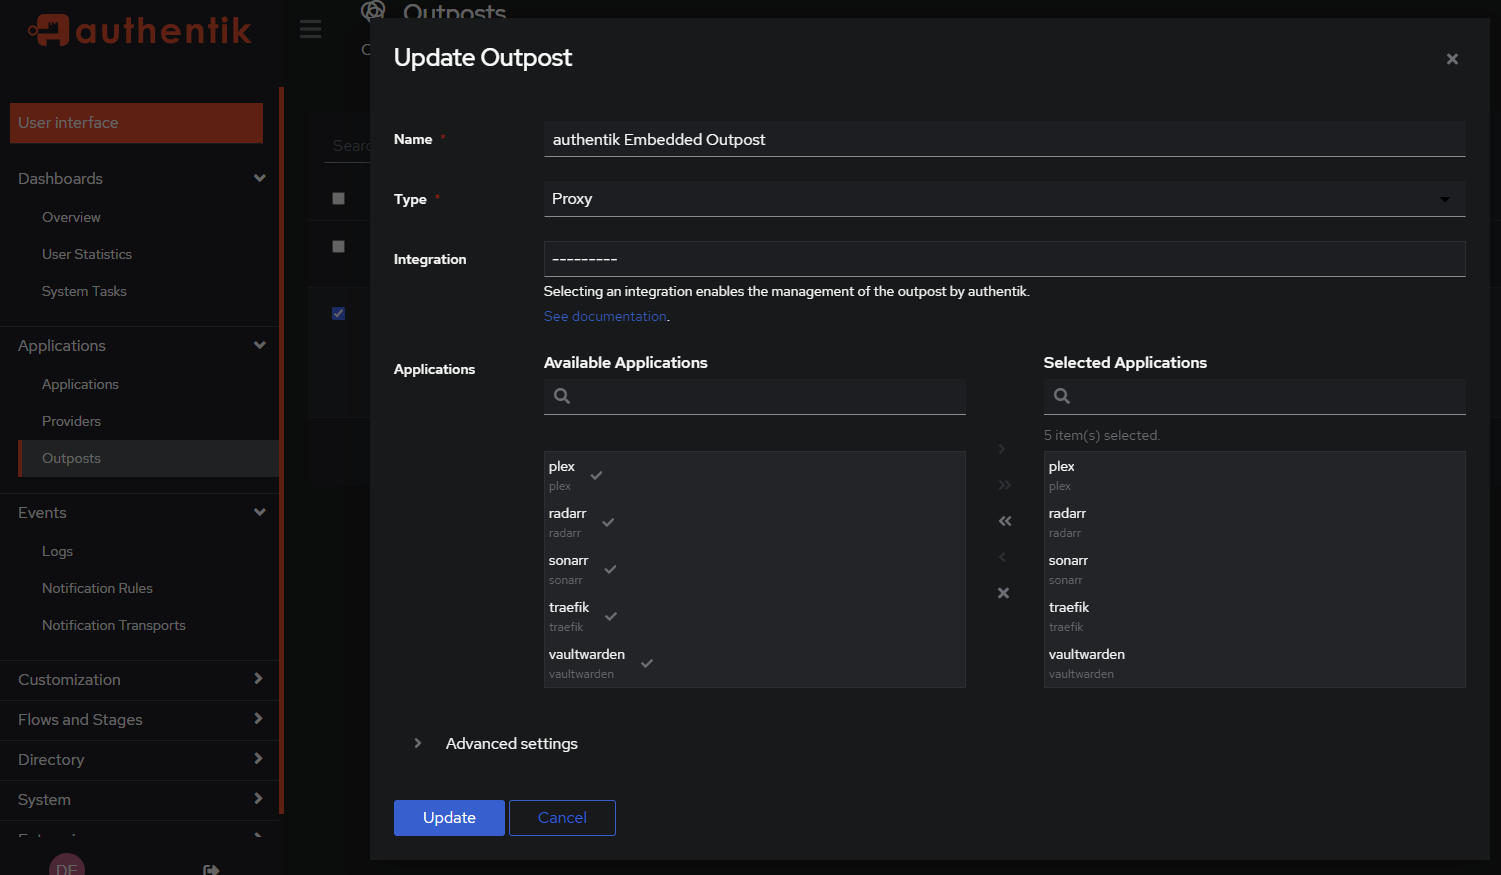 authentik
User interface
Dashboards
Overview
User Statistics
System Tasks
Applications
Applications
Providers
Outposts
Events
Logs
Notification Rules
Notification Transports
Customization
Flows and Stages
Directory
System
DE
Outposts
Update Outpost
Name *
authentik Embedded Outpost
Type *
Proxy
Integration
---------
Selecting an integration enables the management of the outpost by authentik.
See documentation.
Applications
Available Applications
plex
plex
radarr
radarr
sonarr
sonarr
traefik
traefik
vaultwarden
vaultwarden
Selected Applications
5 item(s) selected.
plex
plex
radarr
radarr
sonarr
sonarr
traefik
traefik
vaultwarden
vaultwarden
Advanced settings
Update
Cancel